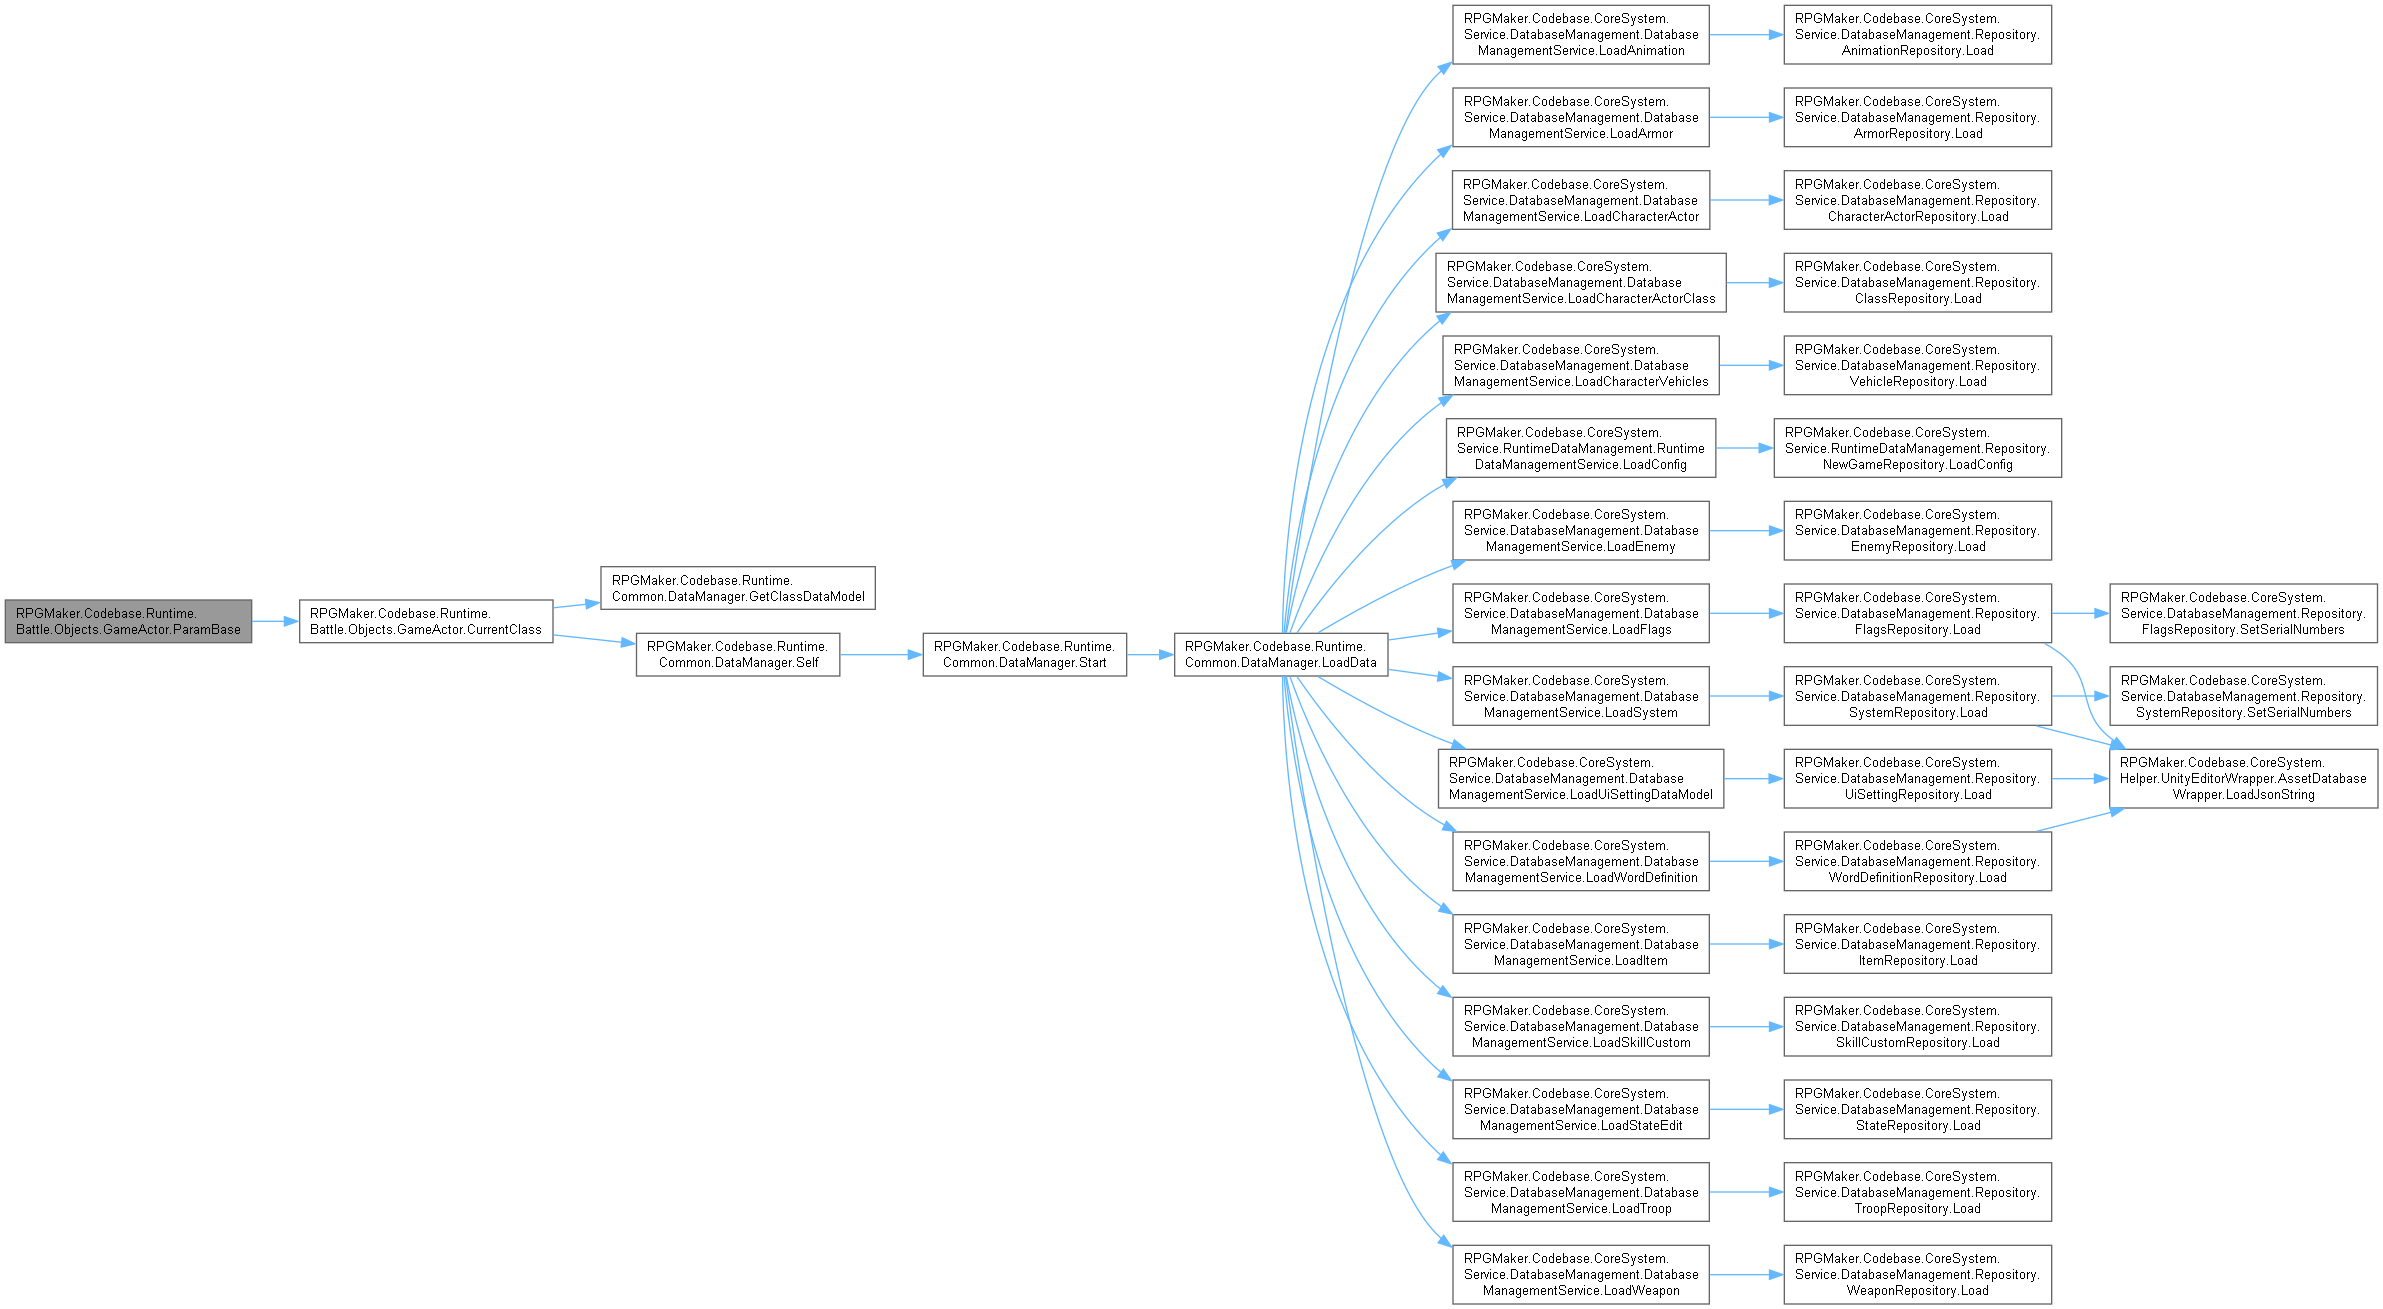 RPGMaker.Codebase.Runtime.
Battle.Objects.GameActor.ParamBase
RPGMaker.Codebase.Runtime.
Battle.Objects.GameActor.CurrentClass
RPGMaker.Codebase.Runtime.
Common.DataManager.GetClassDataModel
RPGMaker.Codebase.Runtime.
Common.DataManager.Self
RPGMaker.Codebase.Runtime.
Common.DataManager.Start
RPGMaker.Codebase.Runtime.
Common.DataManager.LoadData
RPGMaker.Codebase.CoreSystem.
Service.DatabaseManagement.Database
ManagementService.LoadAnimation
RPGMaker.Codebase.CoreSystem.
Service.DatabaseManagement.Repository.
AnimationRepository.Load
RPGMaker.Codebase.CoreSystem.
Service.DatabaseManagement.Database
ManagementService.LoadArmor
RPGMaker.Codebase.CoreSystem.
Service.DatabaseManagement.Repository.
ArmorRepository.Load
RPGMaker.Codebase.CoreSystem.
Service.DatabaseManagement.Database
ManagementService.LoadCharacterActor
RPGMaker.Codebase.CoreSystem.
Service.DatabaseManagement.Repository.
CharacterActorRepository.Load
RPGMaker.Codebase.CoreSystem.
Service.DatabaseManagement.Database
ManagementService.LoadCharacterActorClass
RPGMaker.Codebase.CoreSystem.
Service.DatabaseManagement.Repository.
ClassRepository.Load
RPGMaker.Codebase.CoreSystem.
Service.DatabaseManagement.Database
ManagementService.LoadCharacterVehicles
RPGMaker.Codebase.CoreSystem.
Service.DatabaseManagement.Repository.
VehicleRepository.Load
RPGMaker.Codebase.CoreSystem.
Service.RuntimeDataManagement.Runtime
DataManagementService.LoadConfig
RPGMaker.Codebase.CoreSystem.
Service.RuntimeDataManagement.Repository.
NewGameRepository.LoadConfig
RPGMaker.Codebase.CoreSystem.
Service.DatabaseManagement.Database
ManagementService.LoadEnemy
RPGMaker.Codebase.CoreSystem.
Service.DatabaseManagement.Repository.
EnemyRepository.Load
RPGMaker.Codebase.CoreSystem.
Service.DatabaseManagement.Database
ManagementService.LoadFlags
RPGMaker.Codebase.CoreSystem.
Service.DatabaseManagement.Repository.
FlagsRepository.Load
RPGMaker.Codebase.CoreSystem.
Service.DatabaseManagement.Repository.
FlagsRepository.SetSerialNumbers
RPGMaker.Codebase.CoreSystem.
Service.DatabaseManagement.Database
ManagementService.LoadSystem
RPGMaker.Codebase.CoreSystem.
Service.DatabaseManagement.Repository.
SystemRepository.Load
RPGMaker.Codebase.CoreSystem.
Service.DatabaseManagement.Repository.
SystemRepository.SetSerialNumbers
RPGMaker.Codebase.CoreSystem.
Service.DatabaseManagement.Database
ManagementService.LoadUiSettingDataModel
RPGMaker.Codebase.CoreSystem.
Service.DatabaseManagement.Repository.
UiSettingRepository.Load
RPGMaker.Codebase.CoreSystem.
Helper.UnityEditorWrapper.AssetDatabase
Wrapper.LoadJsonString
RPGMaker.Codebase.CoreSystem.
Service.DatabaseManagement.Database
ManagementService.LoadWordDefinition
RPGMaker.Codebase.CoreSystem.
Service.DatabaseManagement.Repository.
WordDefinitionRepository.Load
RPGMaker.Codebase.CoreSystem.
Service.DatabaseManagement.Database
ManagementService.LoadItem
RPGMaker.Codebase.CoreSystem.
Service.DatabaseManagement.Repository.
ItemRepository.Load
RPGMaker.Codebase.CoreSystem.
Service.DatabaseManagement.Database
ManagementService.LoadSkillCustom
RPGMaker.Codebase.CoreSystem.
Service.DatabaseManagement.Repository.
SkillCustomRepository.Load
RPGMaker.Codebase.CoreSystem.
Service.DatabaseManagement.Database
ManagementService.LoadStateEdit
RPGMaker.Codebase.CoreSystem.
Service.DatabaseManagement.Repository.
StateRepository.Load
RPGMaker.Codebase.CoreSystem.
Service.DatabaseManagement.Database
ManagementService.LoadTroop
RPGMaker.Codebase.CoreSystem.
Service.DatabaseManagement.Repository.
TroopRepository.Load
RPGMaker.Codebase.CoreSystem.
Service.DatabaseManagement.Database
ManagementService.LoadWeapon
RPGMaker.Codebase.CoreSystem.
Service.DatabaseManagement.Repository.
WeaponRepository.Load